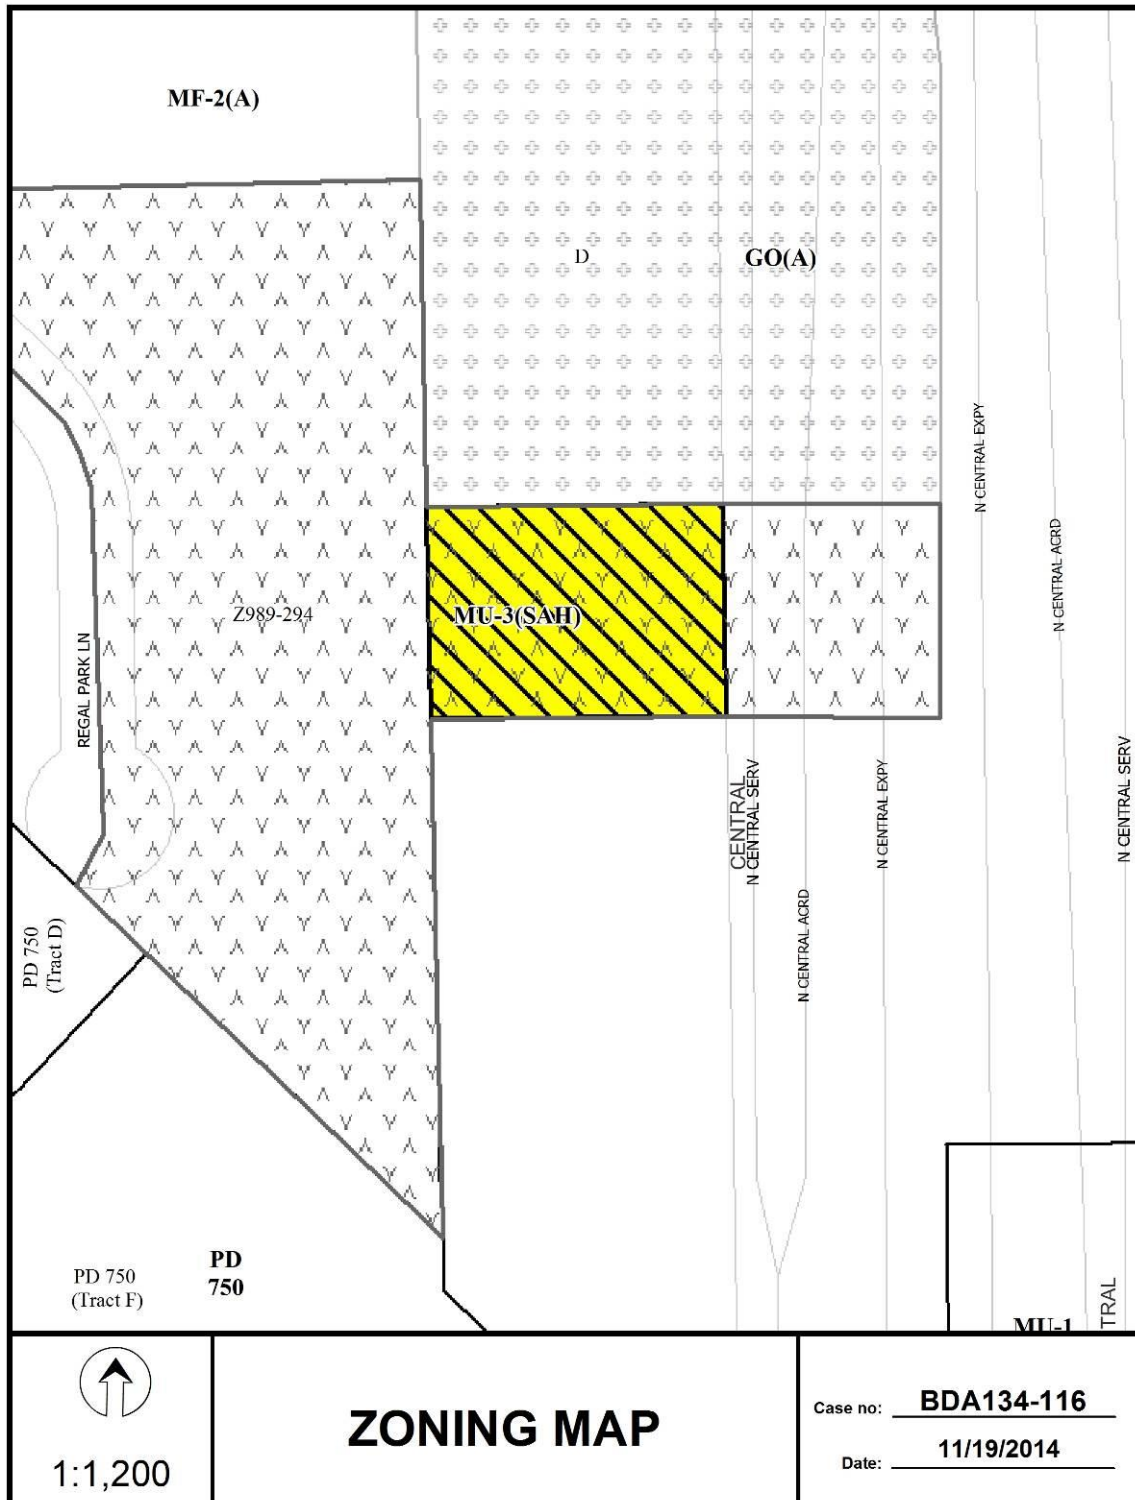 MF-2(A)
D
GO(A)
N CENTRAL EXPY
N CENTRAL ACRD
Z989-294
MU-3(SAH)
REGAL PARK LN
CENTRAL
N CENTRAL SERV
N CENTRAL EXPY
N CENTRAL SERV
N CENTRAL ACRD
PD 750
(Tract D)
PD
750
PD 750
(Tract F)
MU-1
TRAL
1:1,200
ZONING MAP
Case no: BDA134-116
Date: 11/19/2014